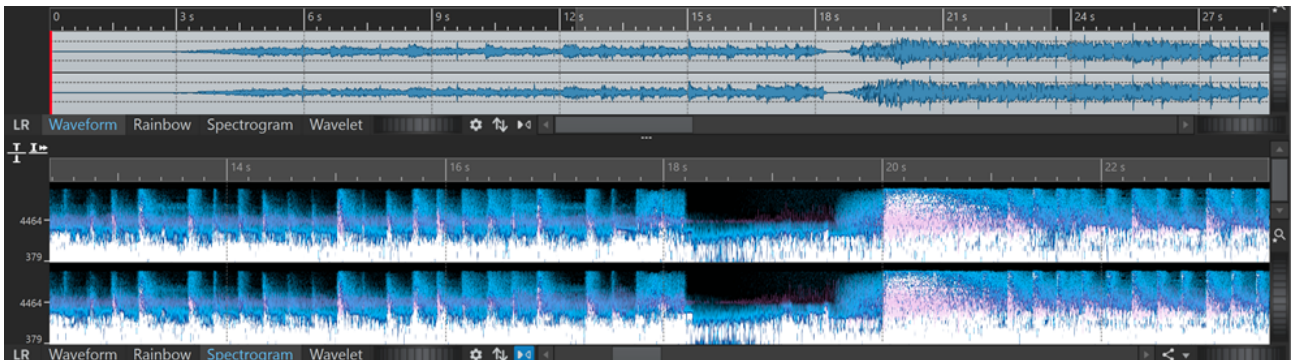 0 3 s 6 s 9 s 12 s 15 s 18 s 21 s 24 s 27 s
LR Waveform Rainbow Spectrogram Wavelet
14 s 16 s 18 s 20 s 22 s
4464
379
4464
379
LR Waveform Rainbow Spectrogram Wavelet